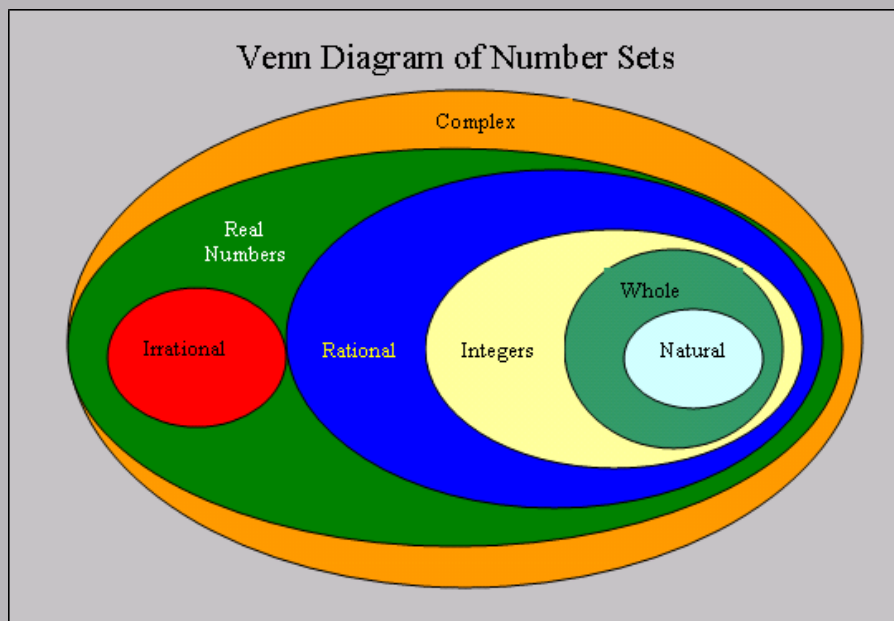 Venn Diagram of Number Sets
Complex
Real
Numbers
Whole
Irrational
Rational
Integers
Natural